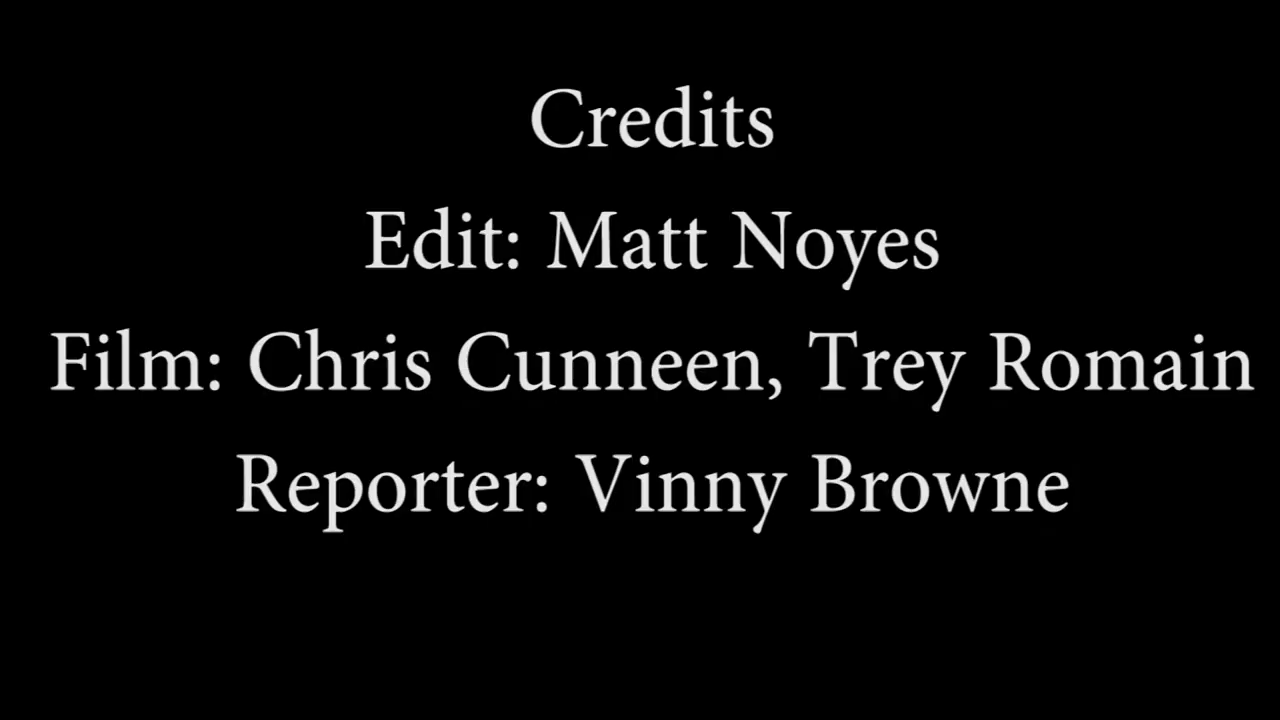 Credits
Edit: Matt Noyes
Film: Chris Cunneen, Trey Romain
Reporter: Vinny Browne